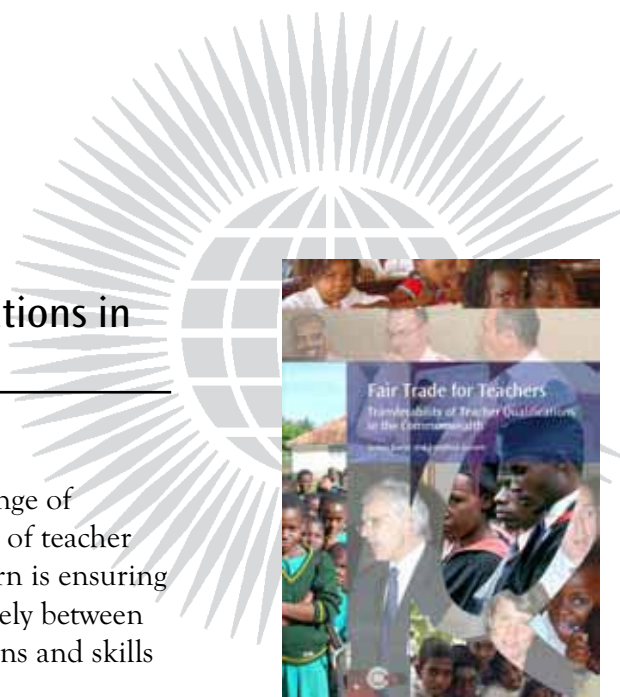 tions in
nge of
of teacher
rn is ensuring
ely between
ns and skills
Fair Trade for Teachers
Transferability of Teacher Qualifications
in the Commonwealth